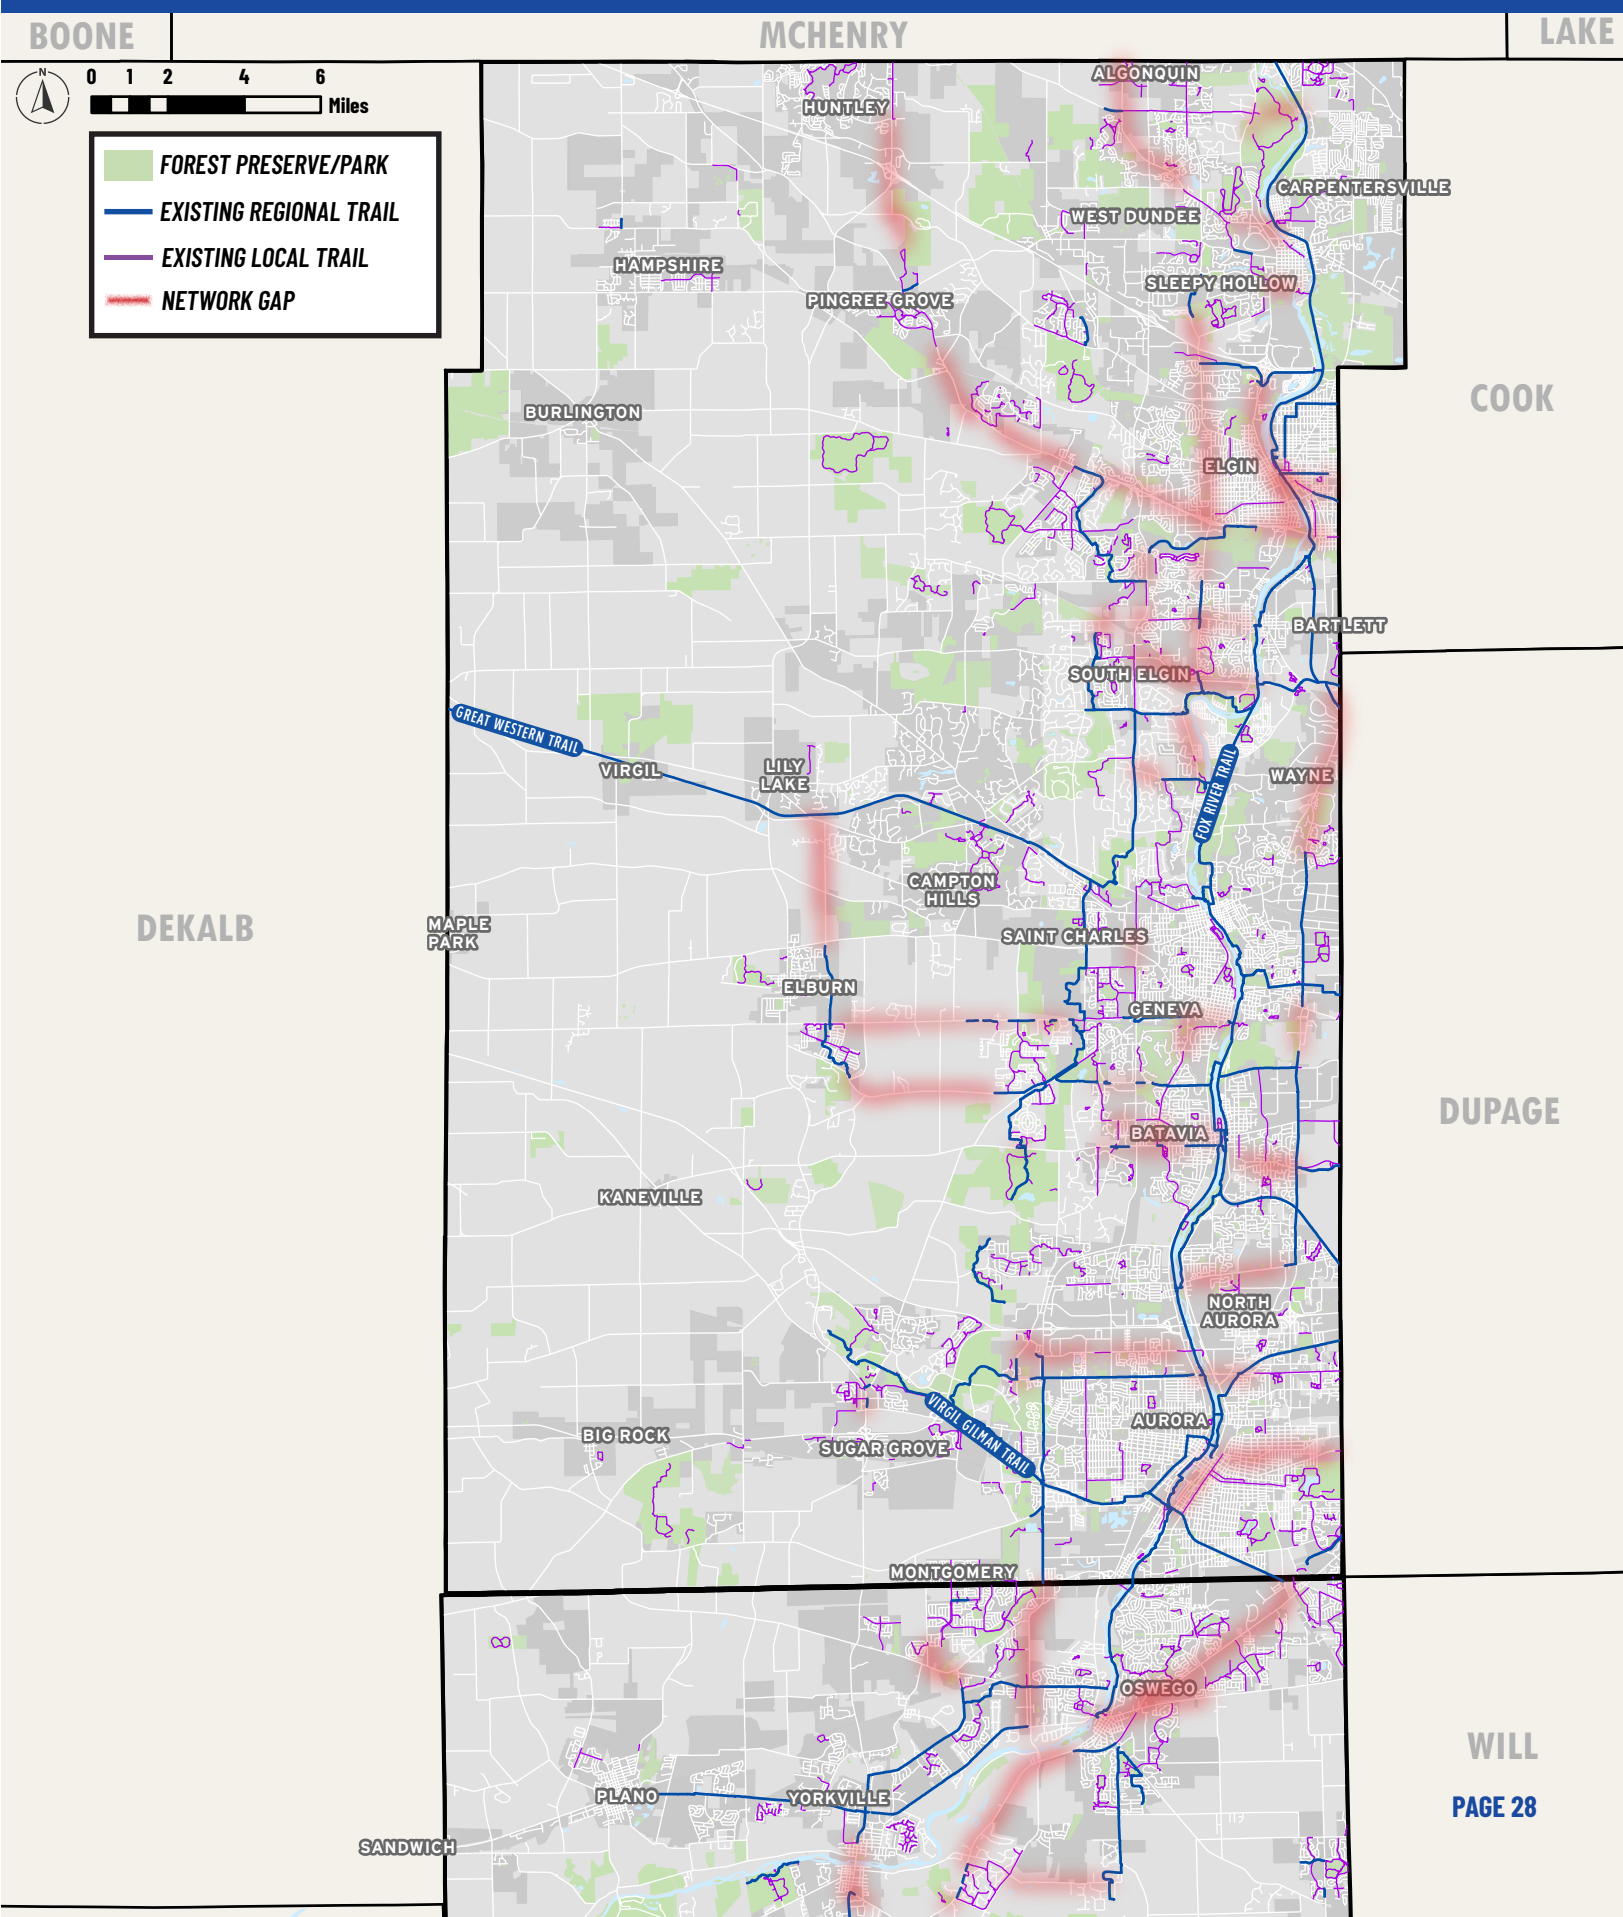 BOONE
MCHENRY
LAKE
N
0 1 2 4 6
Miles
FOREST PRESERVE/PARK
EXISTING REGIONAL TRAIL
EXISTING LOCAL TRAIL
NETWORK GAP
ALGONQUIN
HUNTLEY
CARPENTERSVILLE
WEST DUNDEE
HAMPSHIRE
SLEEPY HOLLOW
PINGREE GROVE
COOK
BURLINGTON
ELGIN
BARTLETT
SOUTH ELGIN
GREAT WESTERN TRAIL
VIRGIL
LILY
LAKE
WAYNE
FOX RIVER TRAIL
CAMPTON
HILLS
DEKALB
MAPLE
PARK
SAINT CHARLES
ELBURN
GENEVA
DUPAGE
BATAVIA
KANEVILLE
NORTH
AURORA
VIRGIL GILMAN TRAIL
AURORA
BIG ROCK
SUGAR GROVE
MONTGOMERY
OSWEGO
WILL
PLANO
YORKVILLE
PAGE 28
SANDWICH